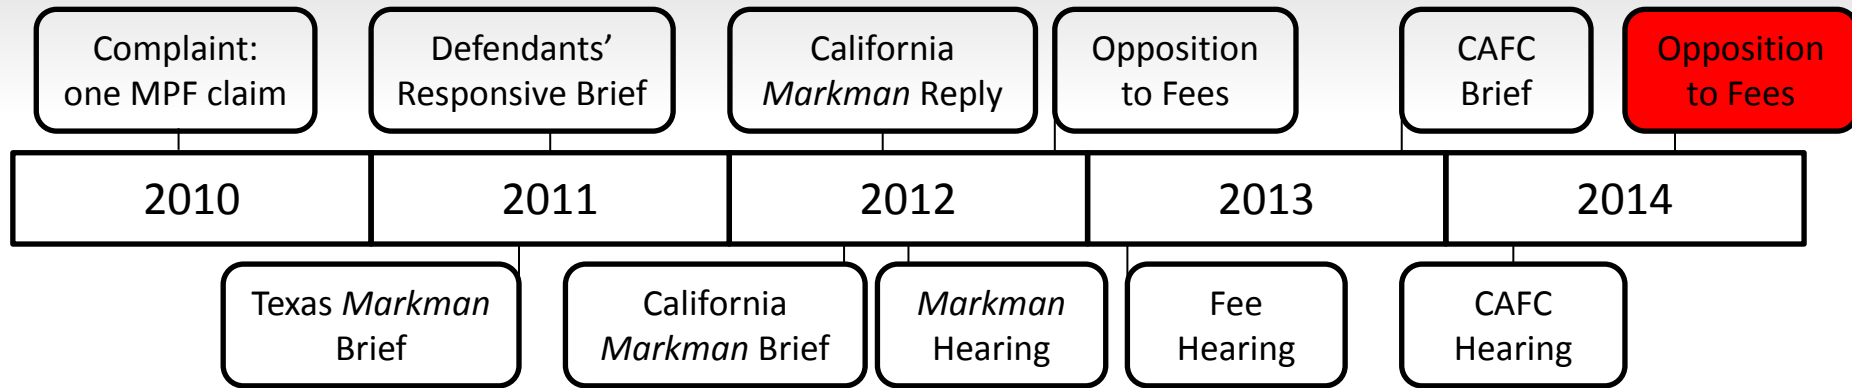 Complaint:
one MPF claim
Defendants’
Responsive Brief
California
Markman Reply
Opposition
to Fees
CAFC
Brief
Opposition
to Fees
2010
2011
2012
2013
2014
Texas Markman
Brief
California
Markman Brief
Markman
Hearing
Fee
Hearing
CAFC
Hearing